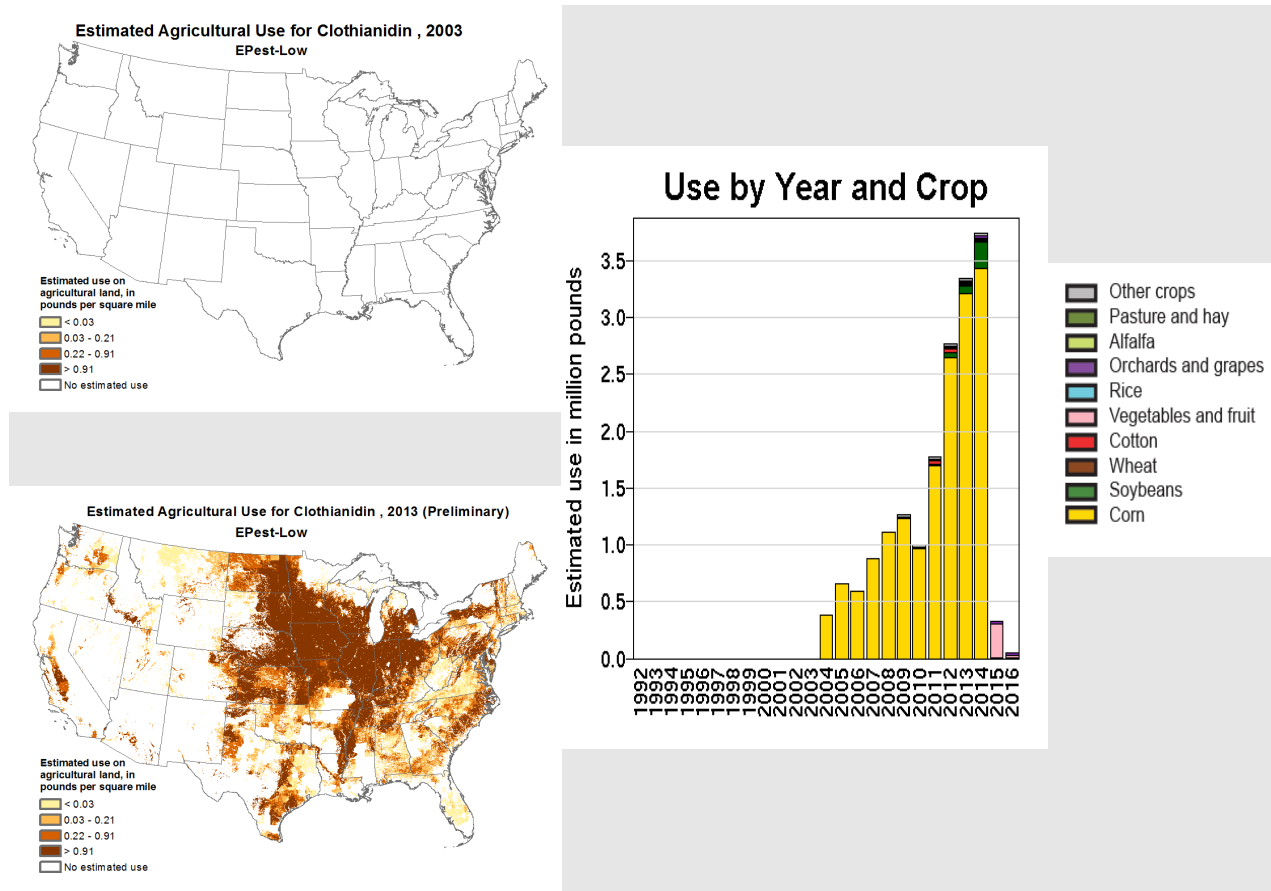 Estimated Agricultural Use for Clothianidin , 2003
EPest-Low
Estimated use on
agricultural land, in
pounds per square mile
< 0.03
0.03 - 0.21
0.22 - 0.91
> 0.91
No estimated use
Estimated Agricultural Use for Clothianidin , 2013 (Preliminary)
EPest-Low
Estimated use on
agricultural land, in
pounds per square mile
< 0.03
0.03 - 0.21
0.22 - 0.91
> 0.91
No estimated use
Use by Year and Crop
Estimated use in million pounds
3.5
3.0
2.5
2.0
1.5
1.0
0.5
0.0
1992
1993
1994
1995
1996
1997
1998
1999
2000
2001
2002
2003
2004
2005
2006
2007
2008
2009
2010
2011
2012
2013
2014
2015
2016
Other crops
Pasture and hay
Alfalfa
Orchards and grapes
Rice
Vegetables and fruit
Cotton
Wheat
Soybeans
Corn